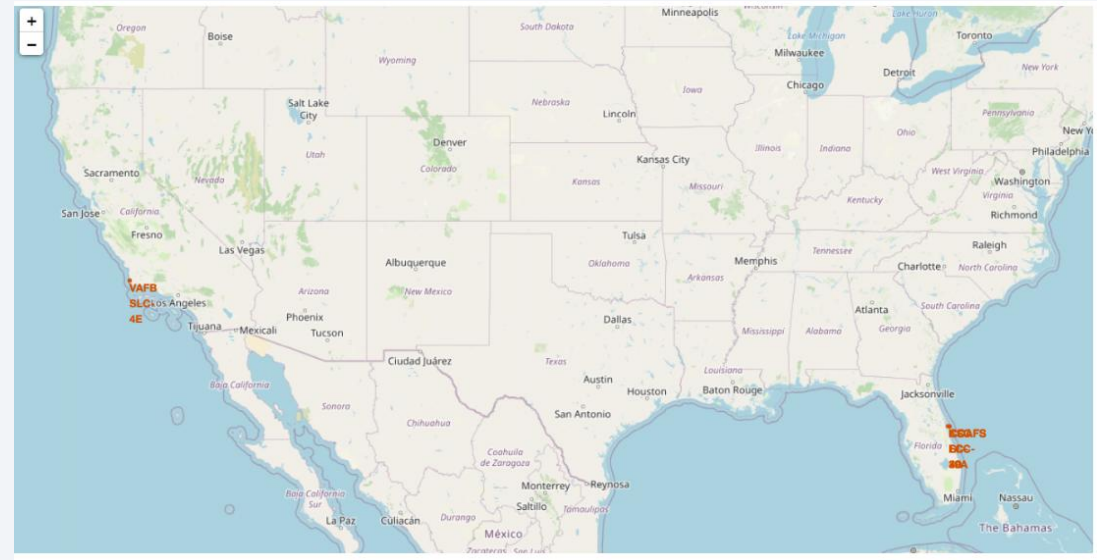 +
−
Oregon
Boise
South Dakota
Minneapolis
Lake Huron
Toronto
Lake Michigan
Milwaukee
Wyoming
Detroit
New York
Chicago
Iowa
Salt Lake
City
Nebraska
Lincoln
Pennsylvania
New Yo
Ohio
Denver
Utah
Illinois
Indiana
Philadelphia
Kansas City
Sacramento
Nevada
Colorado
Kansas
Missouri
West Virginia
Washington
Virginia
Kentucky
San Jose
California
Richmond
Fresno
Tulsa
Las Vegas
Raleigh
Tennessee
Albuquerque
Oklahoma
Memphis
Charlotte
North Carolina
Arkansas
VAFB
SLC-
4E
Los Angeles
Arizona
New Mexico
Phoenix
Atlanta
South Carolina
Tijuana
Mexicali
Tucson
Dallas
Mississippi
Alabama
Georgia
Ciudad Juárez
Texas
Louisiana
Baja California
Austin
Houston
Baton Rouge
Jacksonville
Sonora
San Antonio
Chihuahua
Florida
Coahuila
de Zaragoza
Monterrey
Reynosa
Miami
Nassau
Baja California
Sur
Saltillo
Tamaulipas
La Paz
Culiacán
Durango
México
The Bahamas
Zacatecas
San Luis